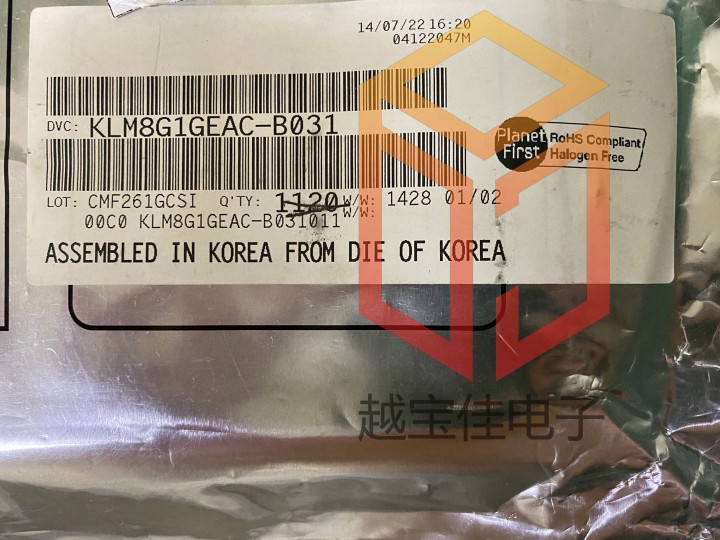 14/07/22 16:20
04122047M
DVC: KLM8G1GEAC-B031
Planet First RoHS Compliant Halogen Free
LOT: CMF261GCSI Q'TY: 1120 W/W: 1428 01/02
00C0 KLM8G1GEAC-B031011 W/W:
ASSEMBLED IN KOREA FROM DIE OF KOREA
越宝佳电子